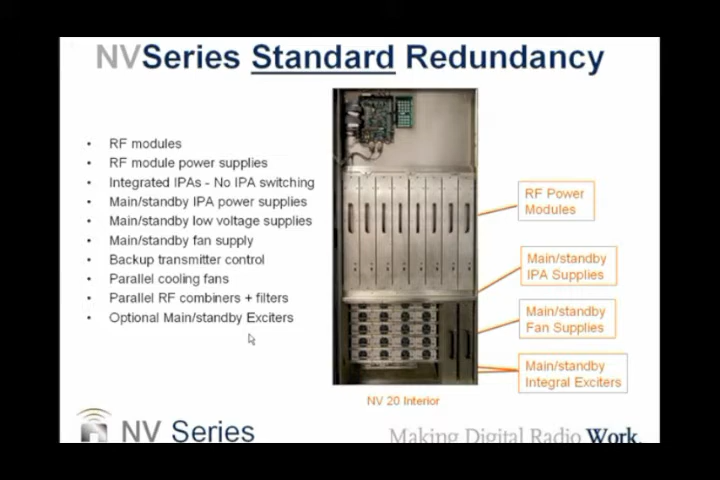 NVSeries Standard Redundancy
• RF modules
• RF module power supplies
• Integrated IPAs - No IPA switching
• Main/standby IPA power supplies
• Main/standby low voltage supplies
• Main/standby fan supply
• Backup transmitter control
• Parallel cooling fans
• Parallel RF combiners + filters
• Optional Main/standby Exciters
RF Power
Modules
Main/standby
IPA Supplies
Main/standby
Fan Supplies
Main/standby
Integral Exciters
NV 20 Interior
NV Series
Making Digital Radio Work.